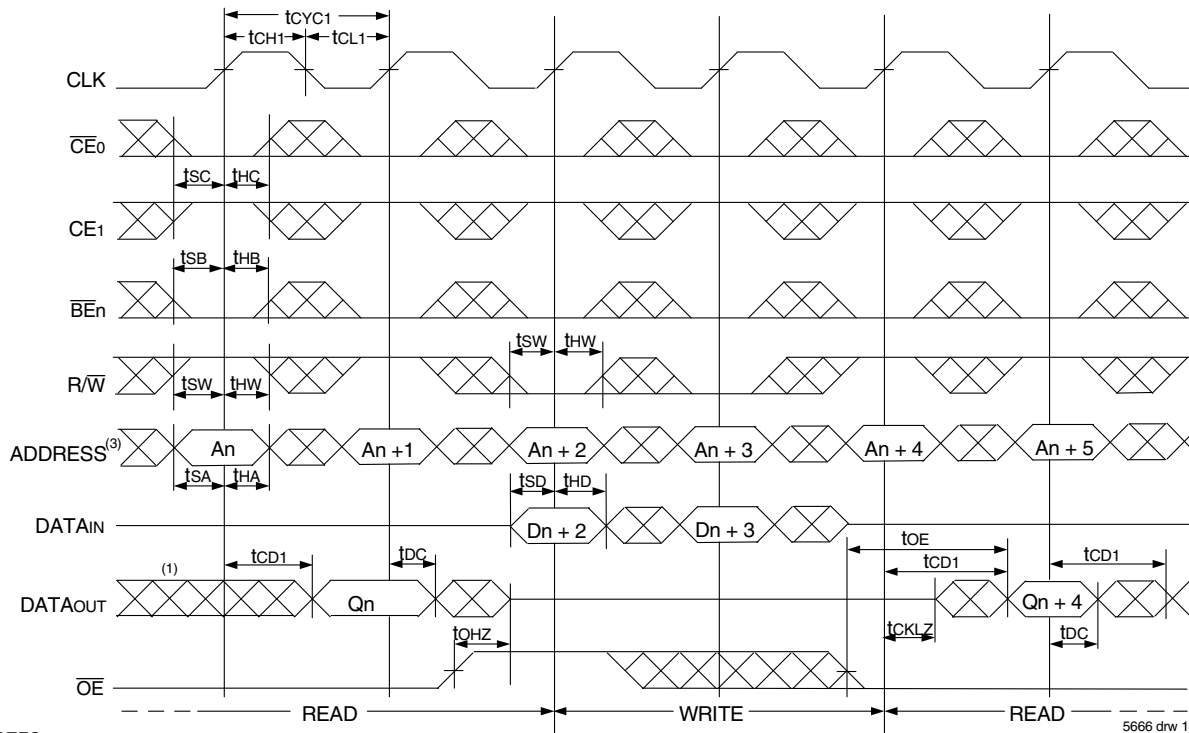 tCYC1
tCH1 tCL1
CLK
CE0
tSC tHC
CE1
tSB tHB
BEn
tSW tHW
R/W
tSW tHW
ADDRESS(3) An An +1 An + 2 An + 3 An + 4 An + 5
tSA tHA tSD tHD
DATAIN Dn + 2 Dn + 3
tOE
tCD1 tDC tCD1 tCD1
(1)
DATAOUT Qn Qn + 4
tOHZ tCKLZ tDC
OE
READ WRITE READ
5666 drw 1